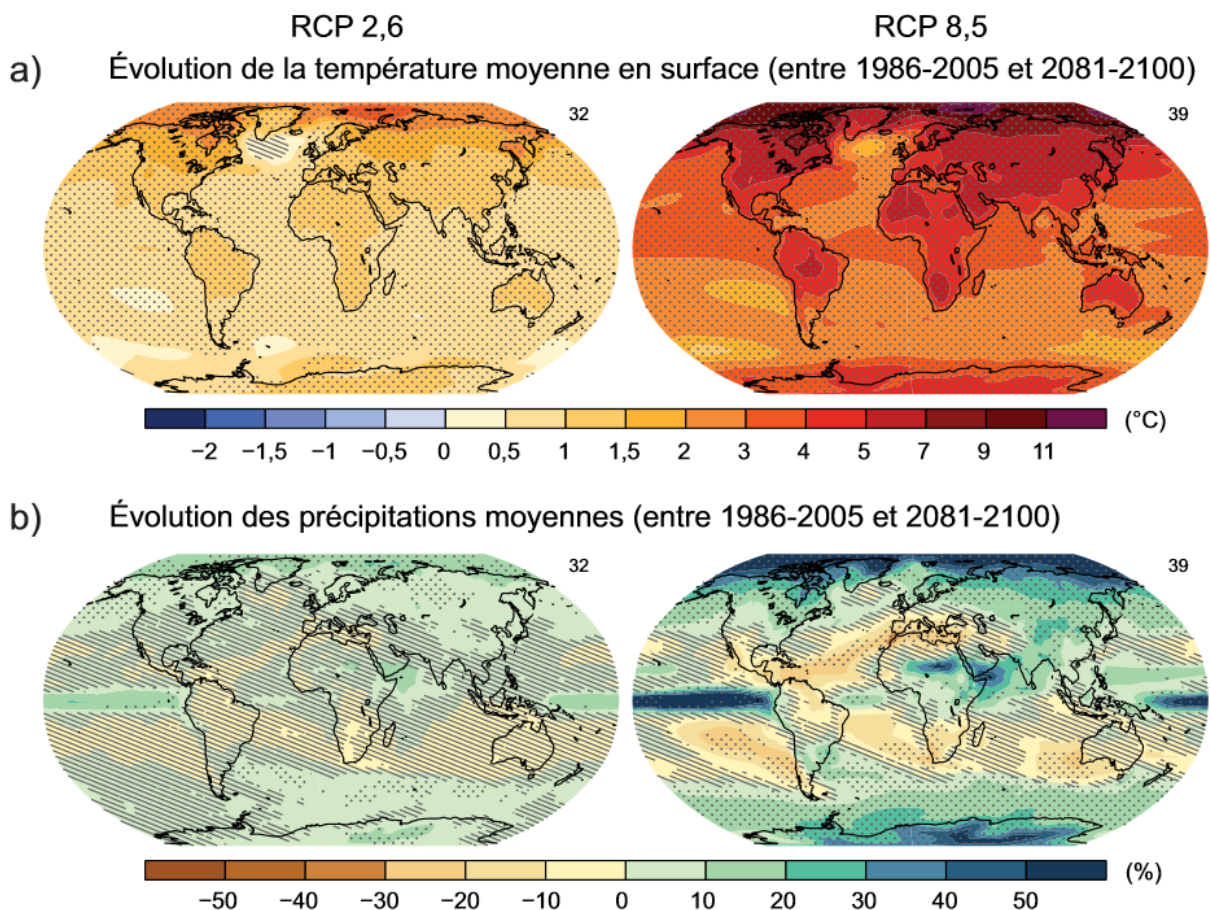 RCP 2,6
RCP 8,5
a) Évolution de la température moyenne en surface (entre 1986-2005 et 2081-2100)
32
39
−2 −1,5 −1 −0,5 0 0,5 1 1,5 2 3 4 5 7 9 11 (°C)
b) Évolution des précipitations moyennes (entre 1986-2005 et 2081-2100)
32
39
−50 −40 −30 −20 −10 0 10 20 30 40 50 (%)